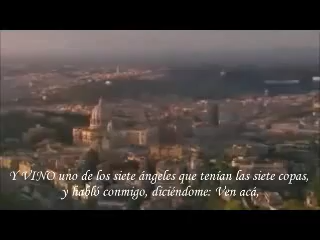 Y VINO uno de los siete ángeles que tenían las siete copas,
y habló conmigo, diciéndome: Ven acá.